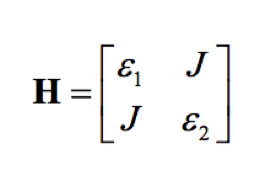 H = [ ε₁ J
J ε₂ ]